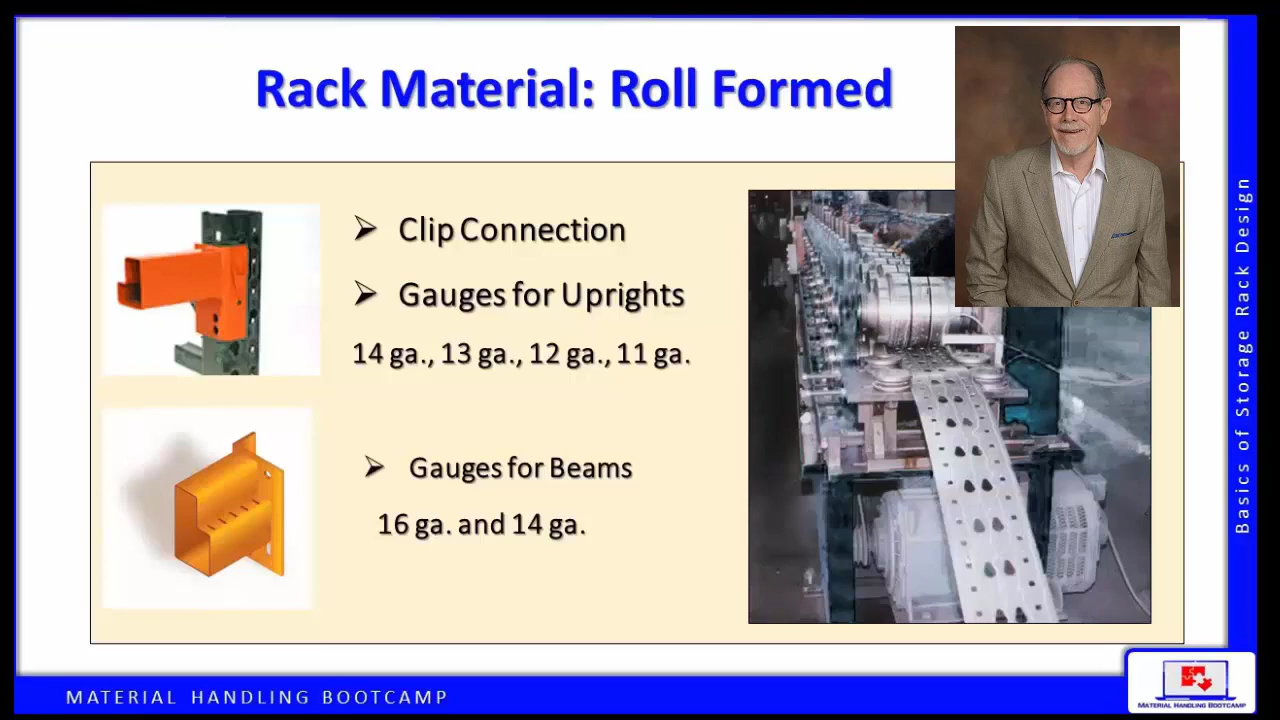 Rack Material: Roll Formed
Clip Connection
Gauges for Uprights
14 ga., 13 ga., 12 ga., 11 ga.
Gauges for Beams
16 ga. and 14 ga.
Basics of Storage Rack Design
MATERIAL HANDLING BOOTCAMP
MATERIAL HANDLING BOOTCAMP